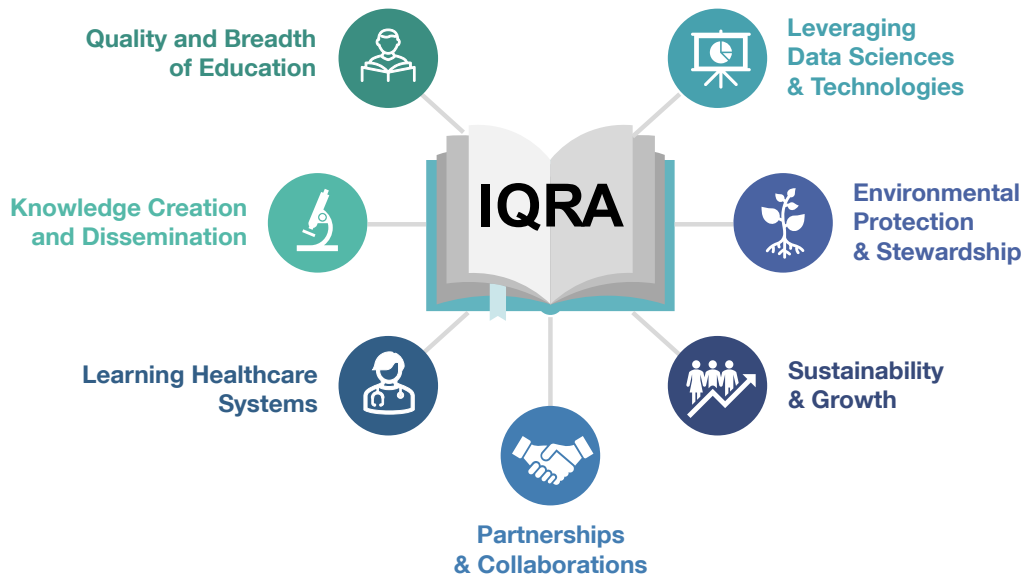 Quality and Breadth
of Education
Leveraging
Data Sciences
& Technologies
IQRA
Knowledge Creation
and Dissemination
Environmental
Protection
& Stewardship
Learning Healthcare
Systems
Sustainability
& Growth
Partnerships
& Collaborations